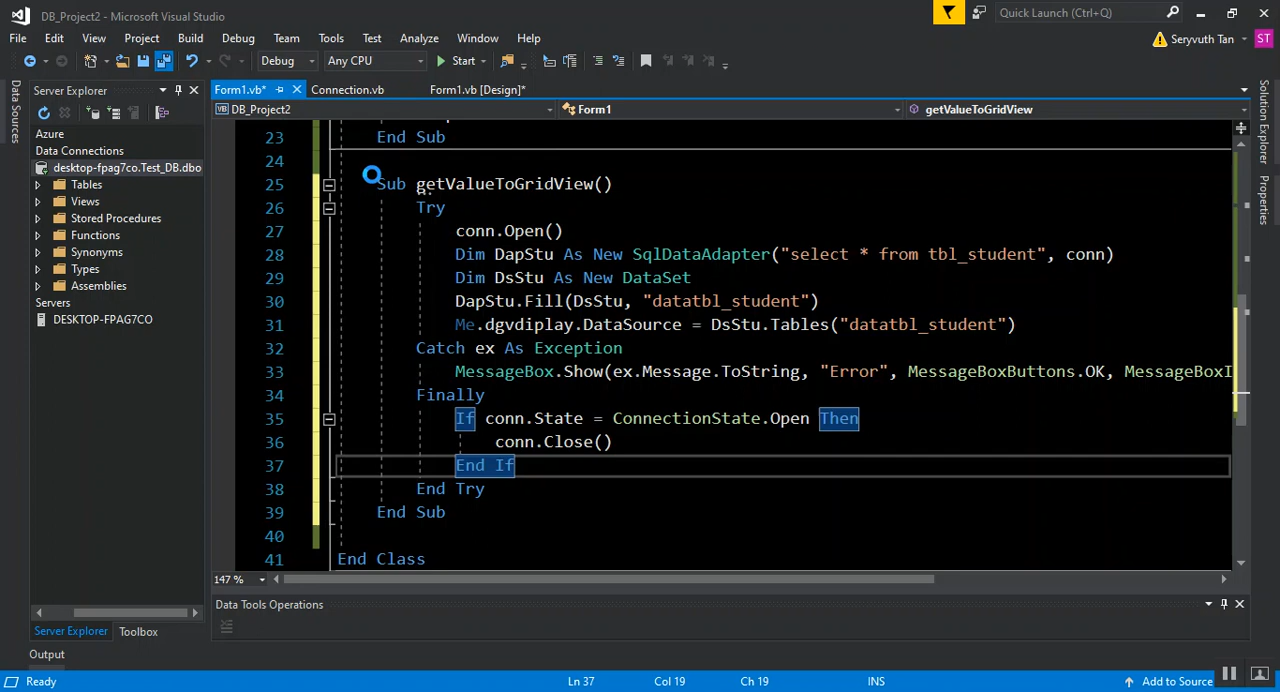 DB_Project2 - Microsoft Visual Studio
Quick Launch (Ctrl+Q)
File Edit View Project Build Debug Team Tools Test Analyze Window Help
Seryvuth Tan ST
Debug Any CPU Start
Server Explorer
Form1.vb* Connection.vb Form1.vb [Design]*
DB_Project2 Form1 getValueToGridView
Data Sources
Solution Explorer
Properties
Azure
Data Connections
desktop-fpag7co.Test_DB.dbo
Tables
Views
Stored Procedures
Functions
Synonyms
Types
Assemblies
Servers
DESKTOP-FPAG7CO
23 End Sub
24
25 Sub getValueToGridView()
26 Try
27 conn.Open()
28 Dim DapStu As New SqlDataAdapter("select * from tbl_student", conn)
29 Dim DsStu As New DataSet
30 DapStu.Fill(DsStu, "datatbl_student")
31 Me.dgvdiplay.DataSource = DsStu.Tables("datatbl_student")
32 Catch ex As Exception
33 MessageBox.Show(ex.Message.ToString, "Error", MessageBoxButtons.OK, MessageBoxI
34 Finally
35 If conn.State = ConnectionState.Open Then
36 conn.Close()
37 End If
38 End Try
39 End Sub
40
41 End Class
147 %
Data Tools Operations
Server Explorer Toolbox
Output
Ready Ln 37 Col 19 Ch 19 INS Add to Source